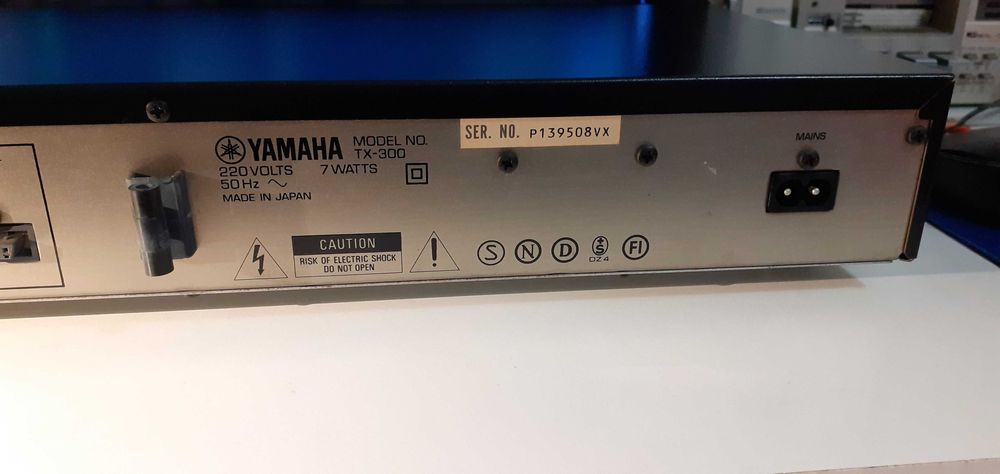 YAMAHA MODEL NO.
TX-300
220 VOLTS 7 WATTS
50 Hz
MADE IN JAPAN
SER. NO. P139508VX
MAINS
CAUTION
RISK OF ELECTRIC SHOCK
DO NOT OPEN
S N D S FI
DZ4